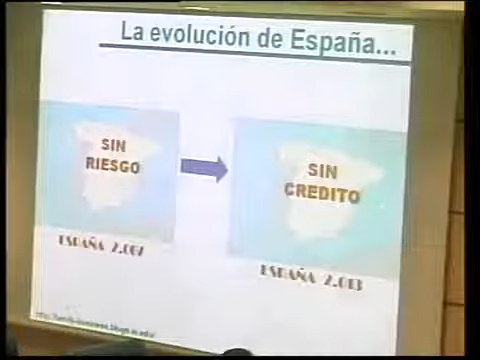 La evolución de España...
SIN
RIESGO
SIN
CREDITO
ESPAÑA 2.007
ESPAÑA 2.013